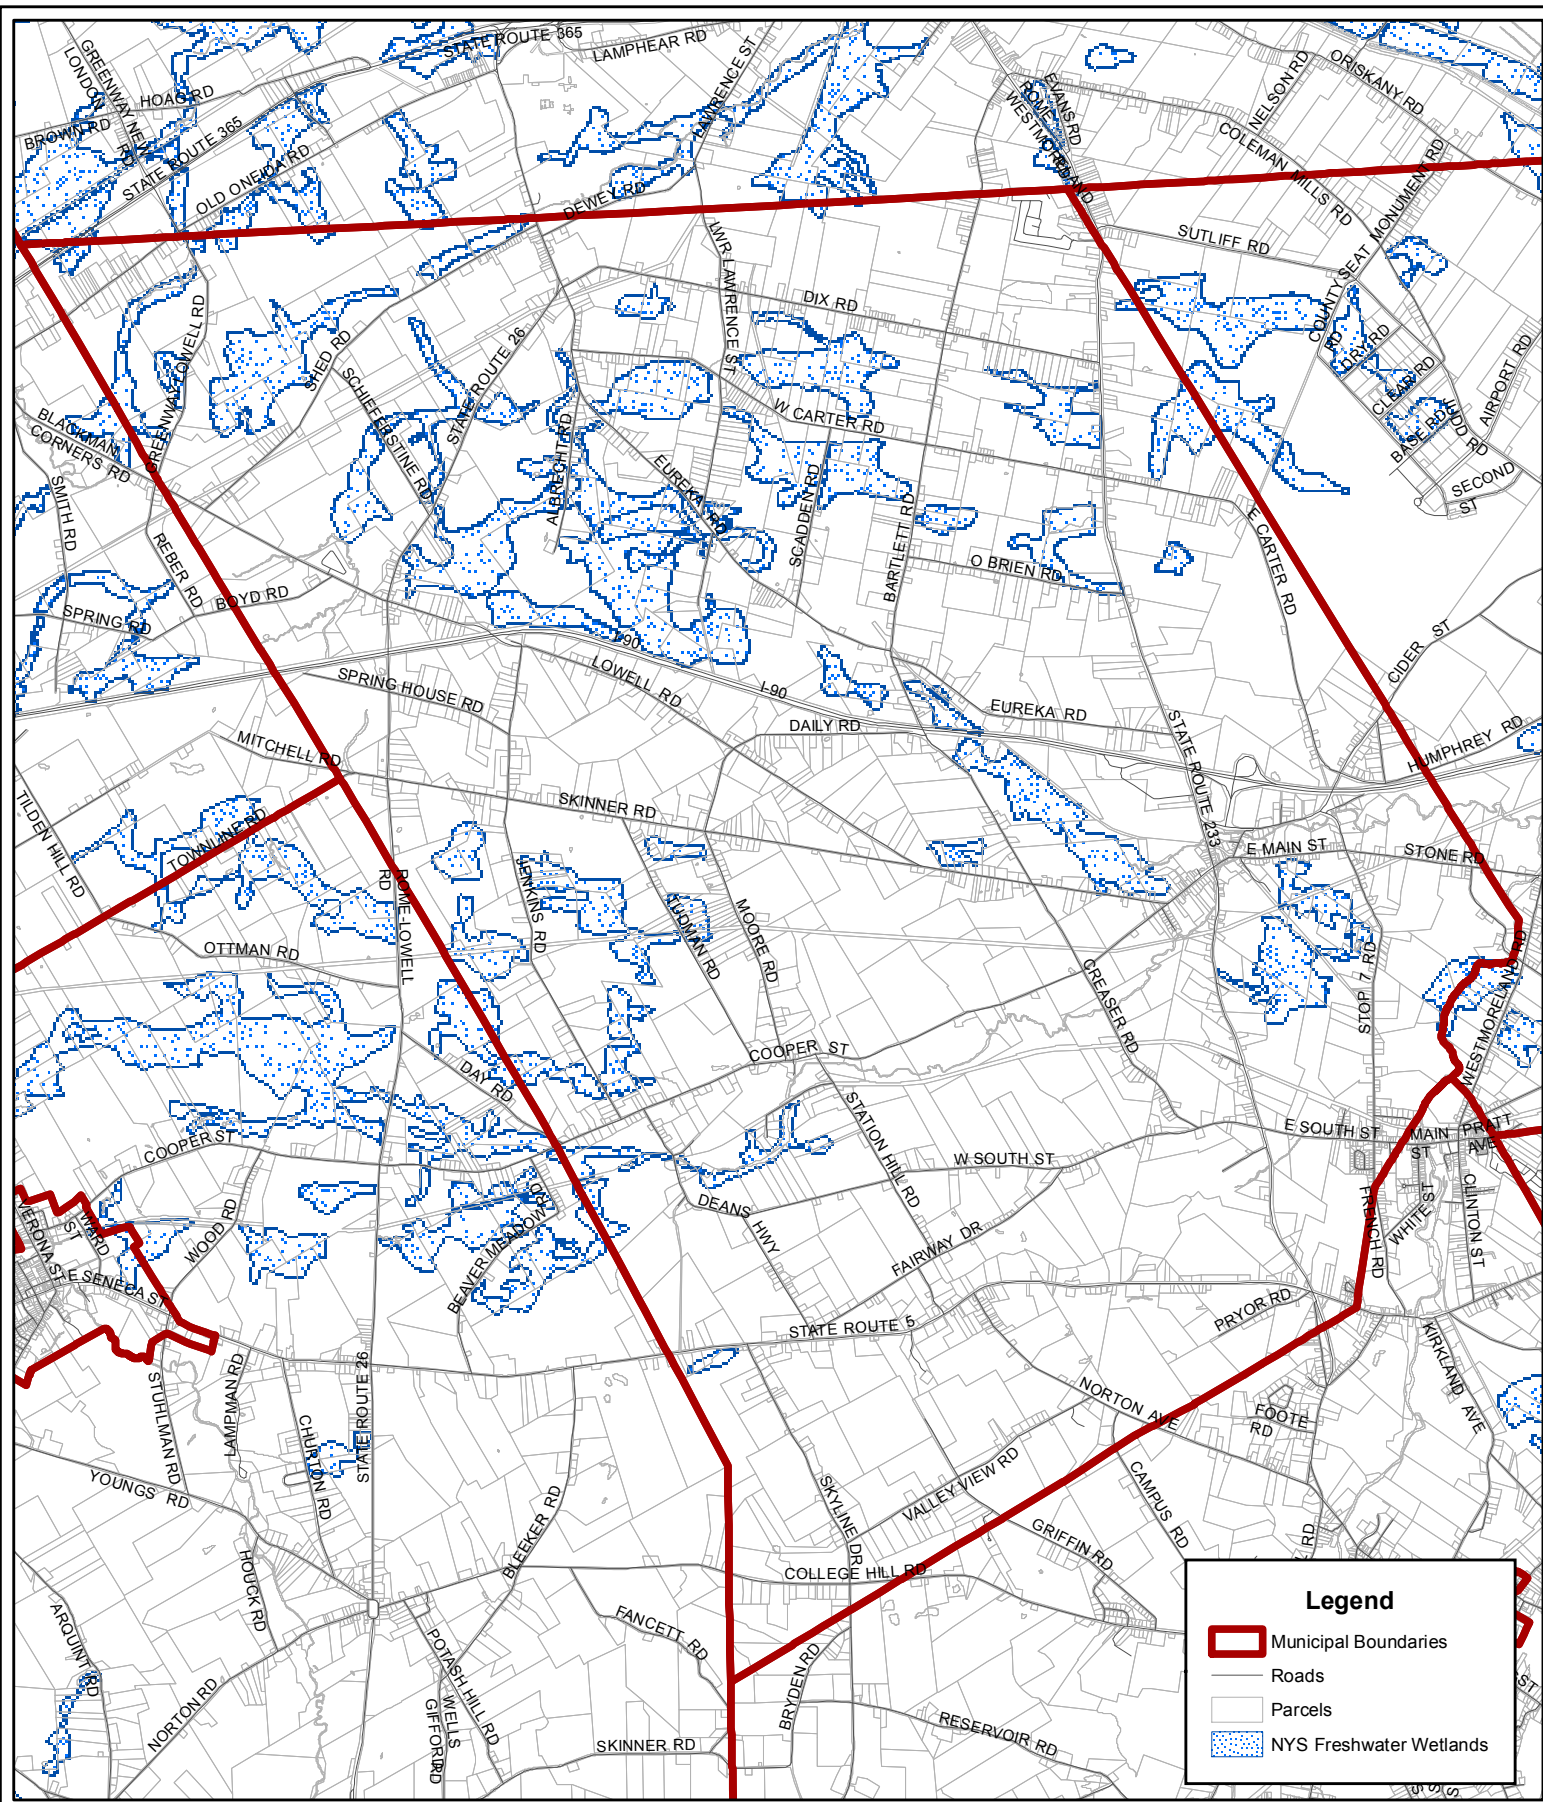 STATE ROUTE 365
LAMPHEAR RD
LAWRENCE ST
GREENWAY NEW
LONDON
RD
HOAG RD
BROWN RD
STATE ROUTE 365
OLD ONEIDA RD
DEWEY RD
EVANS RD
ROME
WESTMORELAND
NELSON RD
ORISKANY RD
COLEMAN MILLS RD
MONUMENT RD
COUNTY SEAT
RD
SUTLIFF RD
LWR LAWRENCE ST
DIX RD
GREENWAY-LOWELL RD
SHED RD
STATE ROUTE 26
SCHIEFERSTINE RD
URY RD
CLEAR RD
JUDD RD
AIRPORT RD
BASE RD
SECOND
ST
BLACKMAN
CORNERS RD
SMITH RD
W CARTER RD
ALBRECHT RD
EUREKA RD
SCADDEN RD
BARTLETT RD
O BRIEN RD
E CARTER RD
REBER RD
BOYD RD
SPRING RD
CIDER ST
I-90
LOWELL RD
I-90
SPRING HOUSE RD
DAILY RD
EUREKA RD
STATE ROUTE 233
HUMPHREY RD
MITCHELL RD
TILDEN HILL RD
TOWNLINE RD
SKINNER RD
E MAIN ST
STONE RD
ROME-LOWELL
RD
JENKINS RD
TUDMAN RD
MOORE RD
OTTMAN RD
CREASER RD
STOP 7 RD
WESTMORELAND RD
COOPER ST
DAY RD
STATION HILL RD
COOPER ST
E SOUTH ST
MAIN
ST
PRATT
AVE
W SOUTH ST
DEANS HWY
FAIRWAY DR
WARD
ST
VERONA ST
WOOD RD
E SENECA ST
BEAVER MEADOW
RD
FRENCH RD
WHITE ST
CLINTON ST
PRYOR RD
STATE ROUTE 5
KIRKLAND AVE
STUHLMAN RD
LAMPMAN RD
CHURTON RD
STATE ROUTE 26
NORTON AVE
FOOTE
RD
YOUNGS RD
BLEEKER RD
SKYLINE DR
VALLEY VIEW RD
CAMPUS RD
GRIFFIN RD
HOUCK RD
COLLEGE HILL RD
ARQUINT RD
FANCETT RD
POTASH HILL RD
WELLS
GIFFORD
RD
NORTON RD
BRYDEN RD
SKINNER RD
RESERVOIR RD
RD
ST
Legend
Municipal Boundaries
Roads
Parcels
NYS Freshwater Wetlands